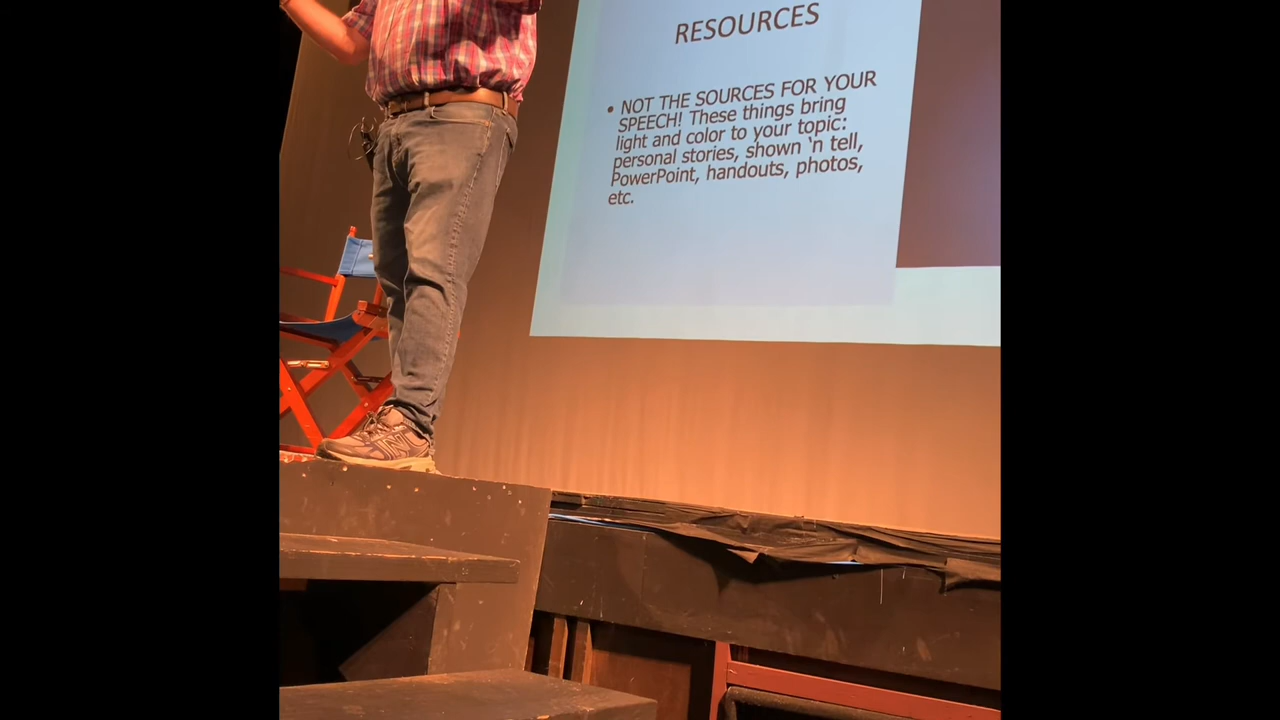 RESOURCES
• NOT THE SOURCES FOR YOUR
SPEECH! These things bring
light and color to your topic:
personal stories, shown ‘n tell,
PowerPoint, handouts, photos,
etc.
N